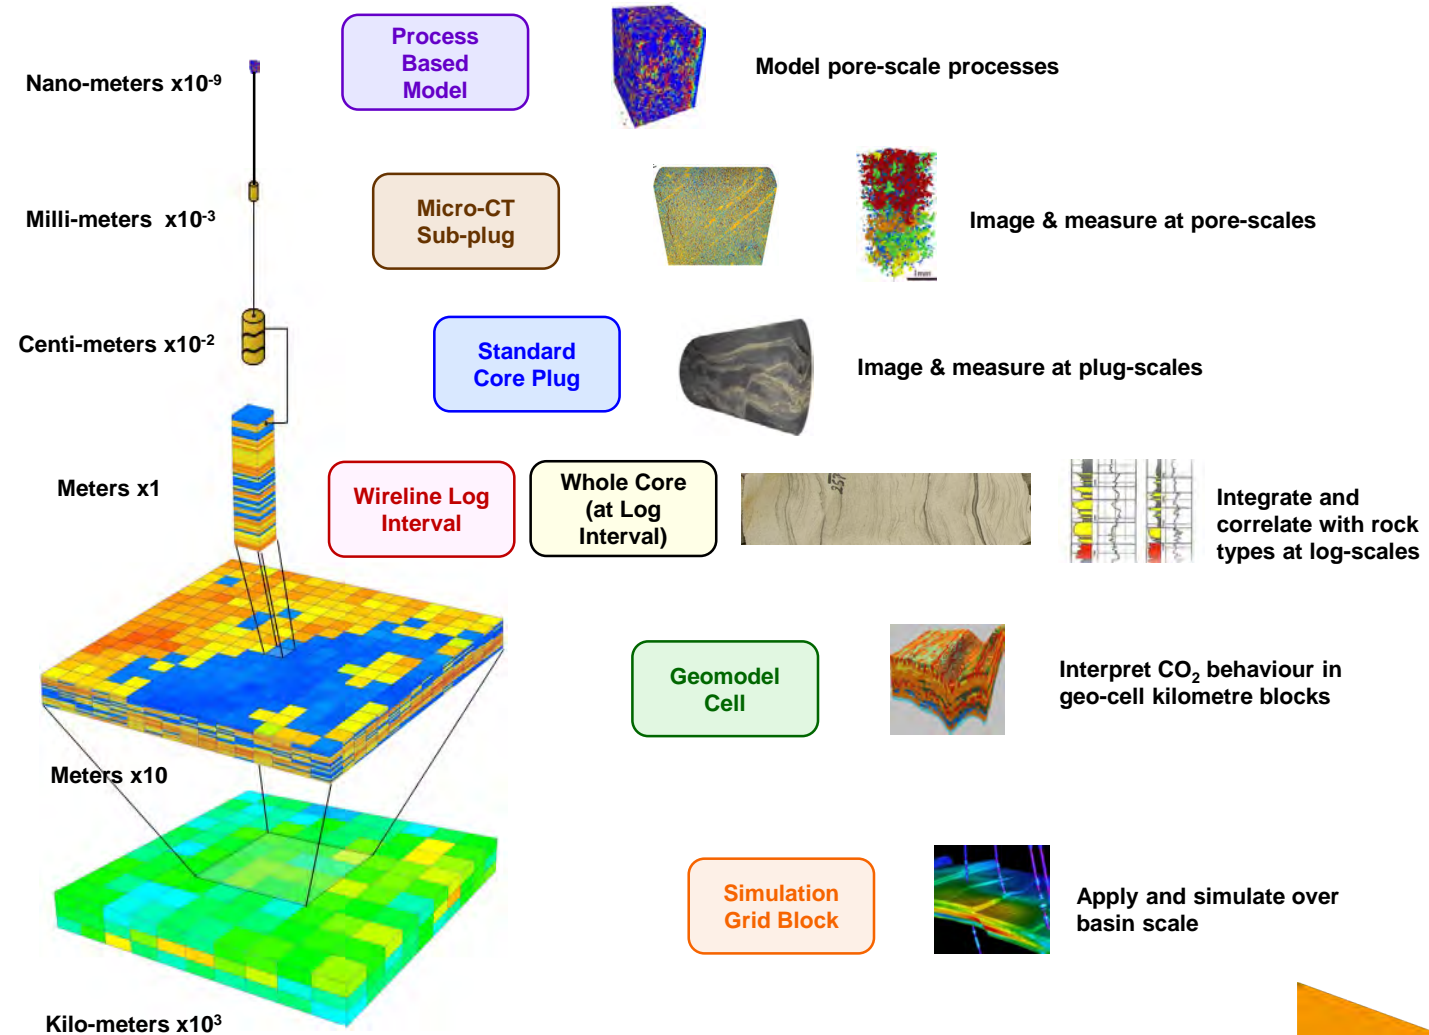 Process
Based
Model
Nano-meters x10⁻⁹
Model pore-scale processes
Micro-CT
Sub-plug
Milli-meters x10⁻³
1mm
Image & measure at pore-scales
Standard
Core Plug
Centi-meters x10⁻²
Image & measure at plug-scales
Meters x1
Wireline Log
Interval
Whole Core
(at Log
Interval)
Integrate and
correlate with rock
types at log-scales
Geomodel
Cell
Interpret CO₂ behaviour in
geo-cell kilometre blocks
Meters x10
Simulation
Grid Block
Apply and simulate over
basin scale
Kilo-meters x10³